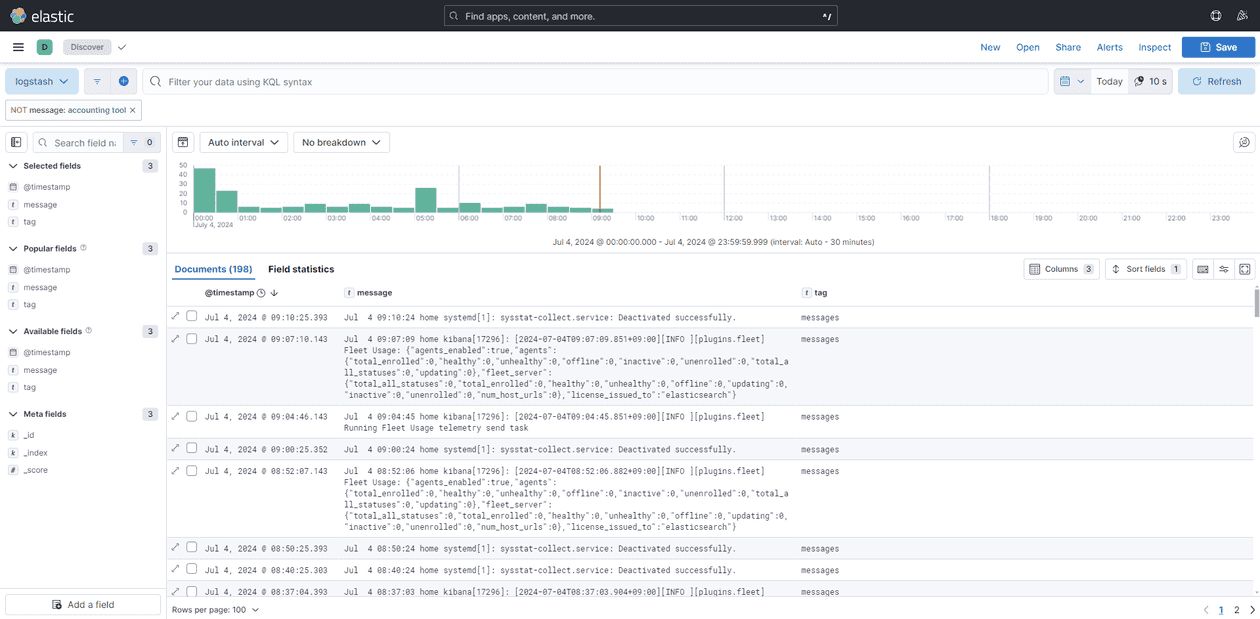 elastic
Find apps, content, and more.
^/
D
Discover
New
Open
Share
Alerts
Inspect
Save
logstash
Filter your data using KQL syntax
Today
10 s
Refresh
NOT message: accounting tool ×
Search field na
0
Auto interval
No breakdown
Selected fields
3
@timestamp
t message
t tag
Popular fields
3
@timestamp
t message
t tag
Available fields
3
@timestamp
t message
t tag
Meta fields
3
k _id
k _index
# _score
Add a field
50
40
30
20
10
0
00:00 01:00 02:00 03:00 04:00 05:00 06:00 07:00 08:00 09:00 10:00 11:00 12:00 13:00 14:00 15:00 16:00 17:00 18:00 19:00 20:00 21:00 22:00 23:00
July 4, 2024
Jul 4, 2024 @ 00:00:00.000 - Jul 4, 2024 @ 23:59:59.999 (interval: Auto - 30 minutes)
Documents (198)
Field statistics
Columns 3
Sort fields 1
@timestamp
t message
t tag
Jul 4, 2024 @ 09:10:25.393 Jul 4 09:10:24 home systemd[1]: sysstat-collect.service: Deactivated successfully. messages
Jul 4, 2024 @ 09:07:10.143 Jul 4 09:07:09 home kibana[17296]: [2024-07-04T09:07:09.851+09:00][INFO ][plugins.fleet] messages
Fleet Usage: {"agents_enabled":true,"agents":
{"total_enrolled":0,"healthy":0,"unhealthy":0,"offline":0,"inactive":0,"unenrolled":0,"total_a
ll_statuses":0,"updating":0},"fleet_server":
{"total_all_statuses":0,"total_enrolled":0,"healthy":0,"unhealthy":0,"offline":0,"updating":0,
"inactive":0,"unenrolled":0,"num_host_urls":0},"license_issued_to":"elasticsearch"}
Jul 4, 2024 @ 09:04:46.143 Jul 4 09:04:45 home kibana[17296]: [2024-07-04T09:04:45.851+09:00][INFO ][plugins.fleet] messages
Running Fleet Usage telemetry send task
Jul 4, 2024 @ 09:00:25.352 Jul 4 09:00:24 home systemd[1]: sysstat-collect.service: Deactivated successfully. messages
Jul 4, 2024 @ 08:52:07.143 Jul 4 08:52:06 home kibana[17296]: [2024-07-04T08:52:06.882+09:00][INFO ][plugins.fleet] messages
Fleet Usage: {"agents_enabled":true,"agents":
{"total_enrolled":0,"healthy":0,"unhealthy":0,"offline":0,"inactive":0,"unenrolled":0,"total_a
ll_statuses":0,"updating":0},"fleet_server":
{"total_all_statuses":0,"total_enrolled":0,"healthy":0,"unhealthy":0,"offline":0,"updating":0,
"inactive":0,"unenrolled":0,"num_host_urls":0},"license_issued_to":"elasticsearch"}
Jul 4, 2024 @ 08:50:25.393 Jul 4 08:50:24 home systemd[1]: sysstat-collect.service: Deactivated successfully. messages
Jul 4, 2024 @ 08:40:25.303 Jul 4 08:40:24 home systemd[1]: sysstat-collect.service: Deactivated successfully. messages
Jul 4, 2024 @ 08:37:04.393 Jul 4 08:37:03 home kibana[17296]: [2024-07-04T08:37:03.904+09:00][INFO ][plugins.fleet] messages
Rows per page: 100
1 2